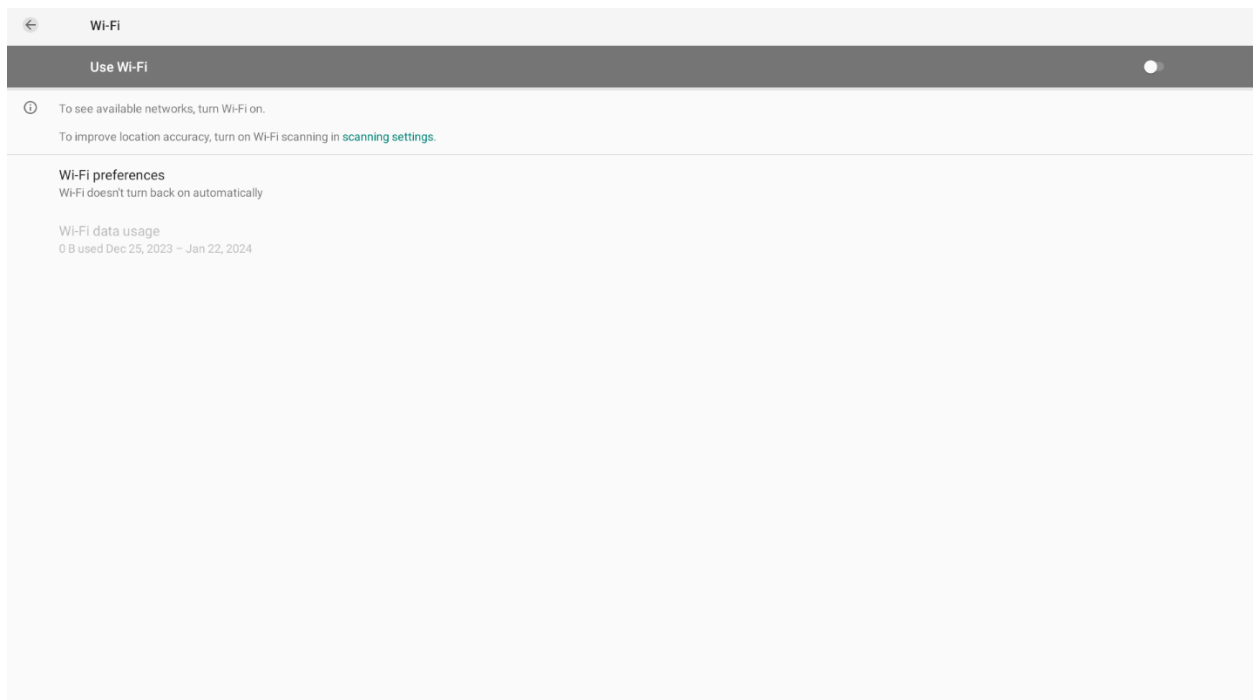 Wi-Fi
Use Wi-Fi
To see available networks, turn Wi-Fi on.
To improve location accuracy, turn on Wi-Fi scanning in scanning settings.
Wi-Fi preferences
Wi-Fi doesn't turn back on automatically
Wi-Fi data usage
0 B used Dec 25, 2023 – Jan 22, 2024